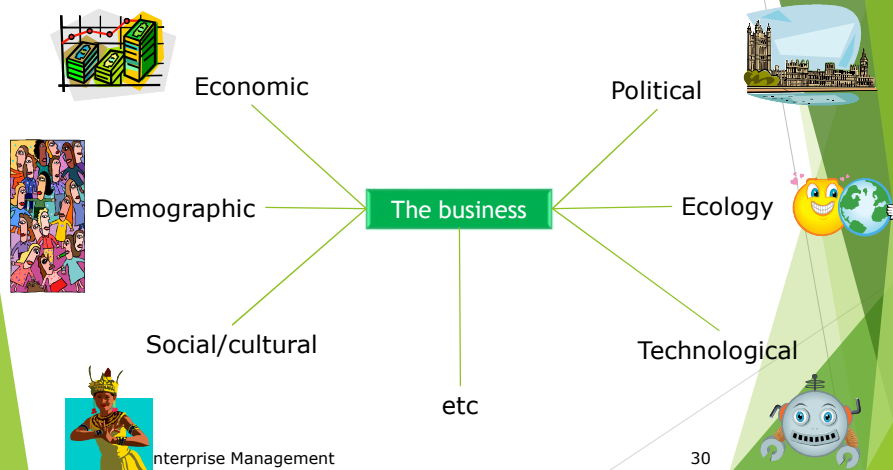 Economic
Political
Demographic
The business
Ecology
Social/cultural
Technological
etc
nterprise Management
30